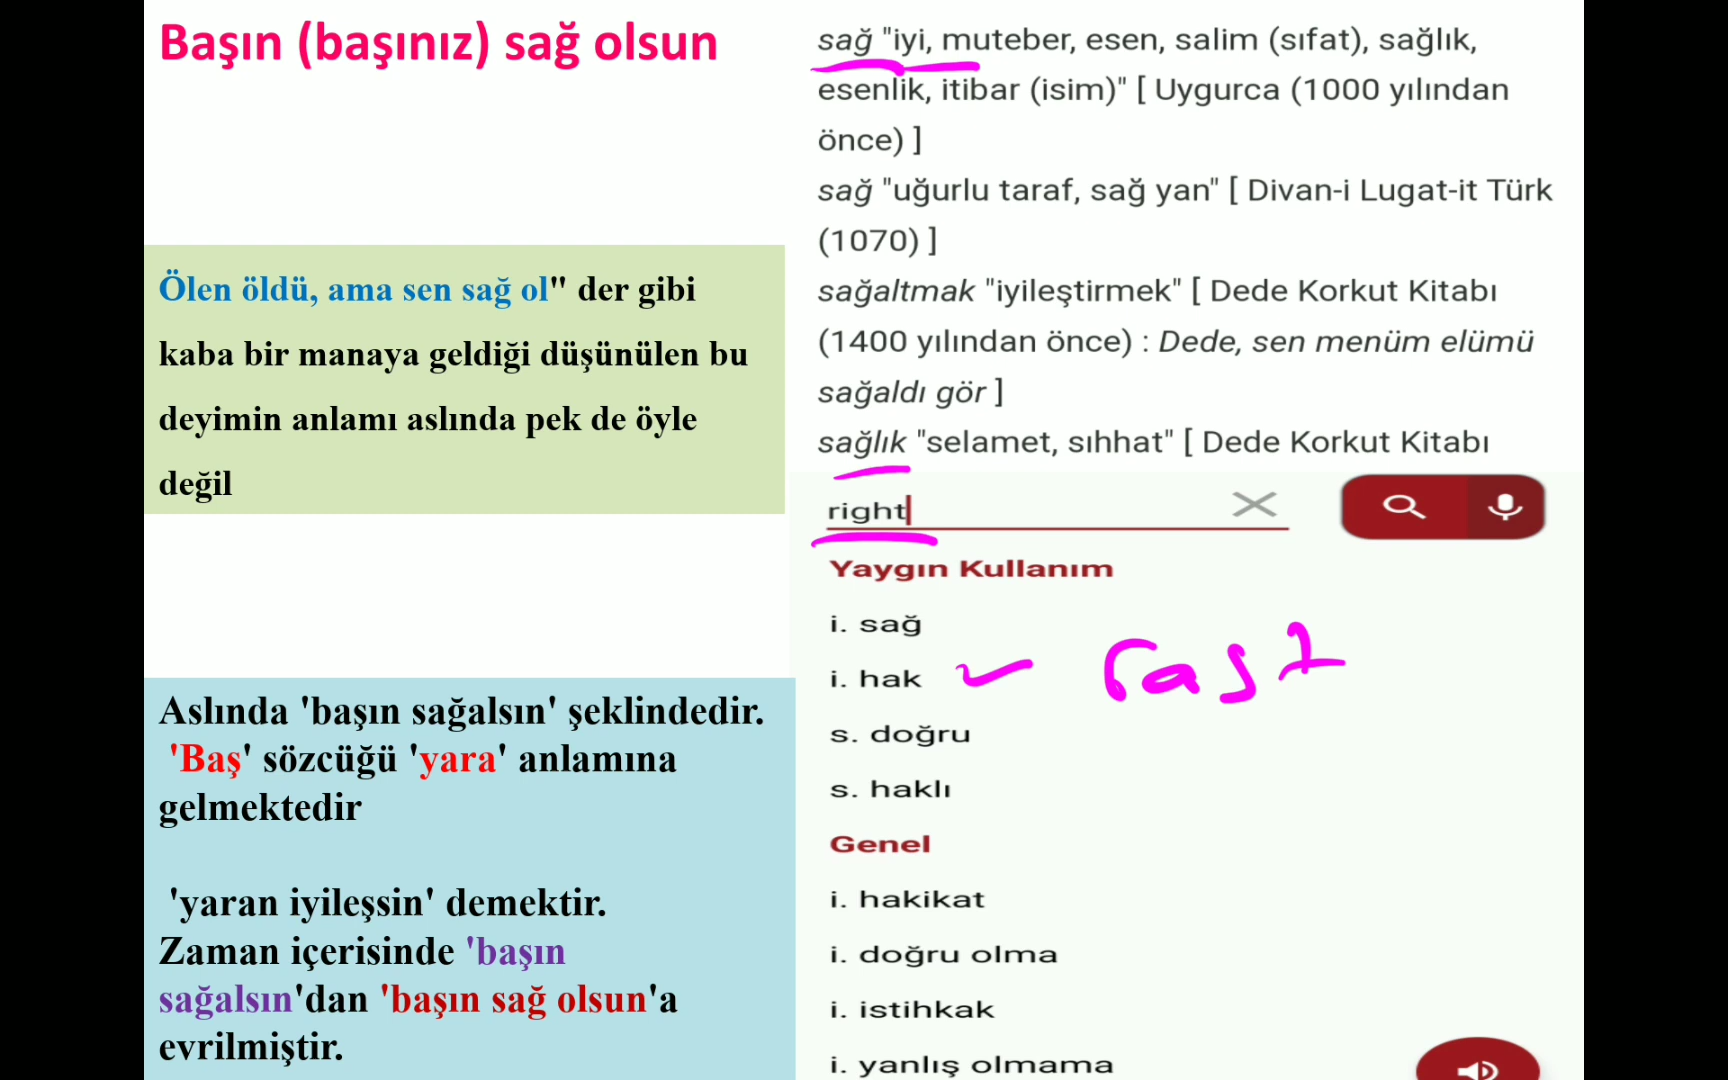 Başın (başınız) sağ olsun
Ölen öldü, ama sen sağ ol" der gibi
kaba bir manaya geldiği düşünülen bu
deyimin anlamı aslında pek de öyle
değil
Aslında 'başın sağalsın' şeklindedir.
'Baş' sözcüğü 'yara' anlamına
gelmektedir
'yaran iyileşsin' demektir.
Zaman içerisinde 'başın
sağalsın'dan 'başın sağ olsun'a
evrilmiştir.
sağ "iyi, muteber, esen, salim (sıfat), sağlık,
esenlik, itibar (isim)" [ Uygurca (1000 yılından
önce) ]
sağ "uğurlu taraf, sağ yan" [ Divan-i Lugat-it Türk
(1070) ]
sağaltmak "iyileştirmek" [ Dede Korkut Kitabı
(1400 yılından önce) : Dede, sen menüm elümü
sağaldı gör ]
sağlık "selamet, sıhhat" [ Dede Korkut Kitabı
right
Yaygın Kullanım
i. sağ
i. hak
rast
s. doğru
s. haklı
Genel
i. hakikat
i. doğru olma
i. istihkak
i. yanlış olmama